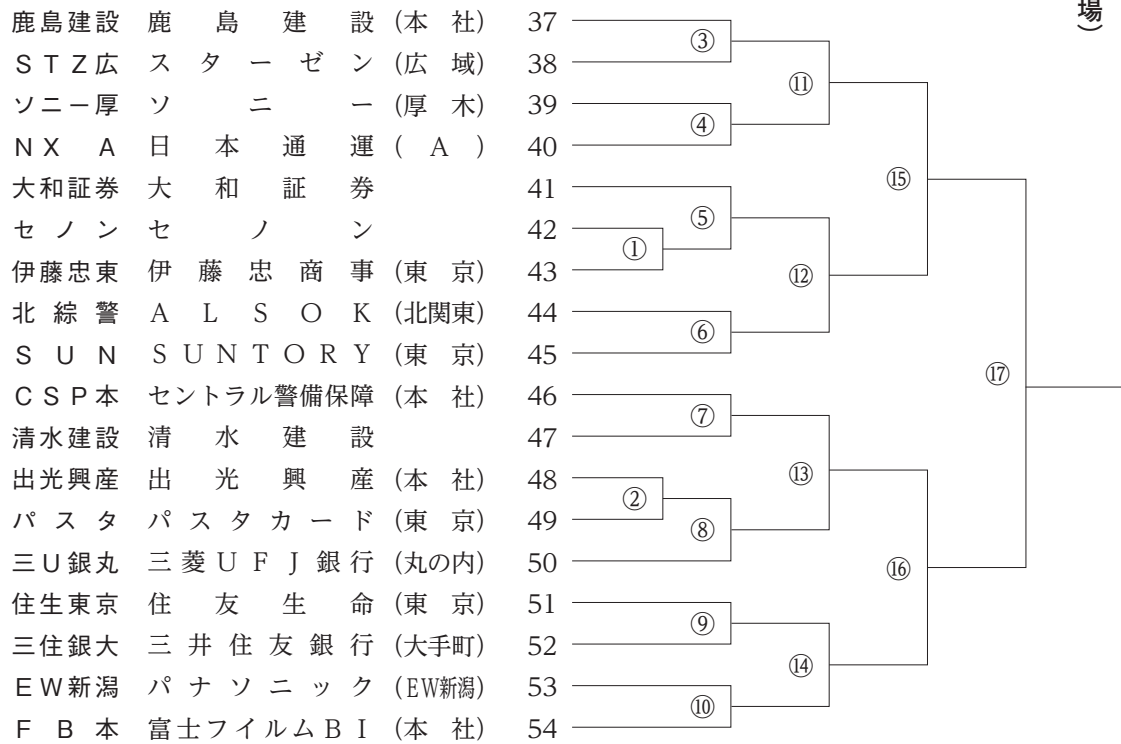 場）
鹿島建設 鹿島建設（本社） 37
ＳＴＺ広 スターゼン（広域） 38
ソニー厚 ソニー（厚木） 39
ＮＸＡ 日本通運（Ａ） 40
大和証券 大和証券 41
セノン セノン 42
伊藤忠東 伊藤忠商事（東京） 43
北綜警 ＡＬＳＯＫ（北関東） 44
ＳＵＮ ＳＵＮＴＯＲＹ（東京） 45
ＣＳＰ本 セントラル警備保障（本社） 46
清水建設 清水建設 47
出光興産 出光興産（本社） 48
パスタ パスタカード（東京） 49
三Ｕ銀丸 三菱ＵＦＪ銀行（丸の内） 50
住生東京 住友生命（東京） 51
三住銀大 三井住友銀行（大手町） 52
ＥＷ新潟 パナソニック（EW新潟） 53
ＦＢ本 富士フイルムＢＩ（本社） 54
①
②
③
④
⑤
⑥
⑦
⑧
⑨
⑩
⑪
⑫
⑬
⑭
⑮
⑯
⑰